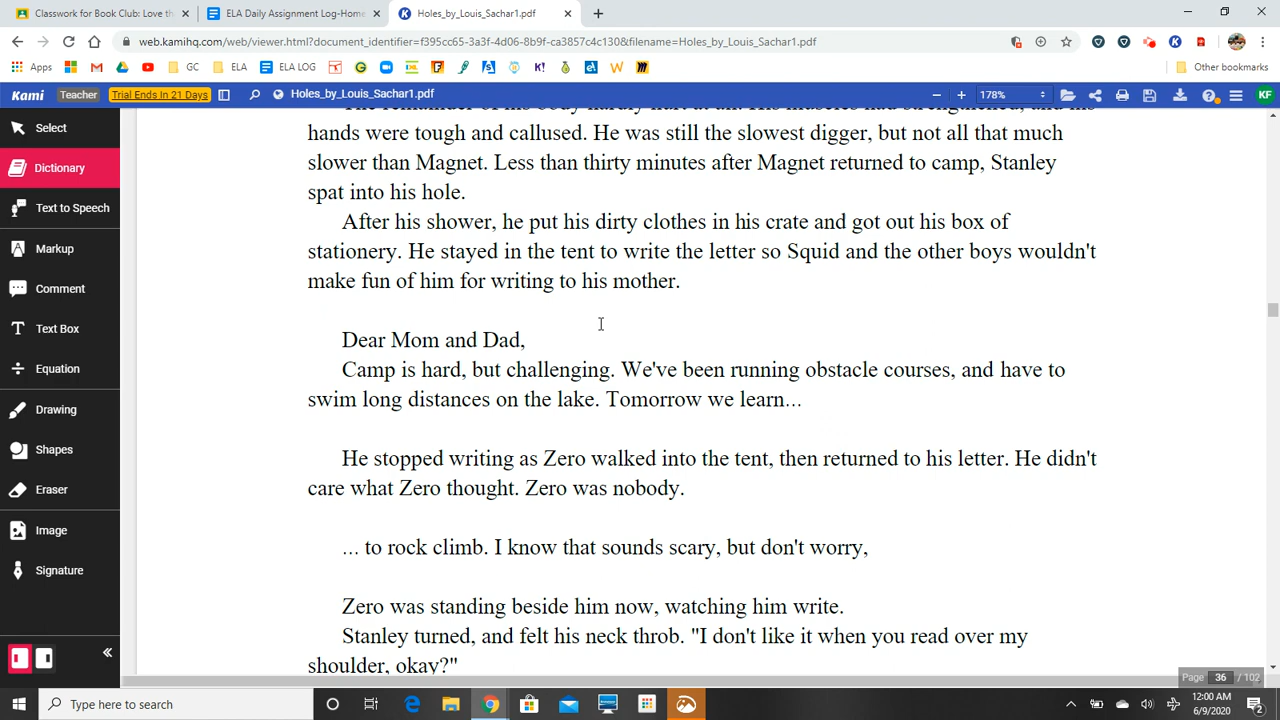 Classwork for Book Club: Love th
ELA Daily Assignment Log-Home
Holes_by_Louis_Sachar1.pdf
web.kamihq.com/web/viewer.html?document_identifier=f395cc65-3a3f-4d06-8b9f-ca3857c4c130&filename=Holes_by_Louis_Sachar1.pdf
Apps
GC
ELA
ELA LOG
Other bookmarks
Kami
Teacher
Trial Ends In 21 Days
Holes_by_Louis_Sachar1.pdf
178%
KF
Select
Dictionary
Text to Speech
Markup
Comment
Text Box
Equation
Drawing
Shapes
Eraser
Image
Signature
hands were tough and callused. He was still the slowest digger, but not all that much
slower than Magnet. Less than thirty minutes after Magnet returned to camp, Stanley
spat into his hole.
After his shower, he put his dirty clothes in his crate and got out his box of
stationery. He stayed in the tent to write the letter so Squid and the other boys wouldn't
make fun of him for writing to his mother.
Dear Mom and Dad,
Camp is hard, but challenging. We've been running obstacle courses, and have to
swim long distances on the lake. Tomorrow we learn...
He stopped writing as Zero walked into the tent, then returned to his letter. He didn't
care what Zero thought. Zero was nobody.
... to rock climb. I know that sounds scary, but don't worry,
Zero was standing beside him now, watching him write.
Stanley turned, and felt his neck throb. "I don't like it when you read over my
shoulder, okay?"
Page 36 / 102
Type here to search
12:00 AM
6/9/2020
2